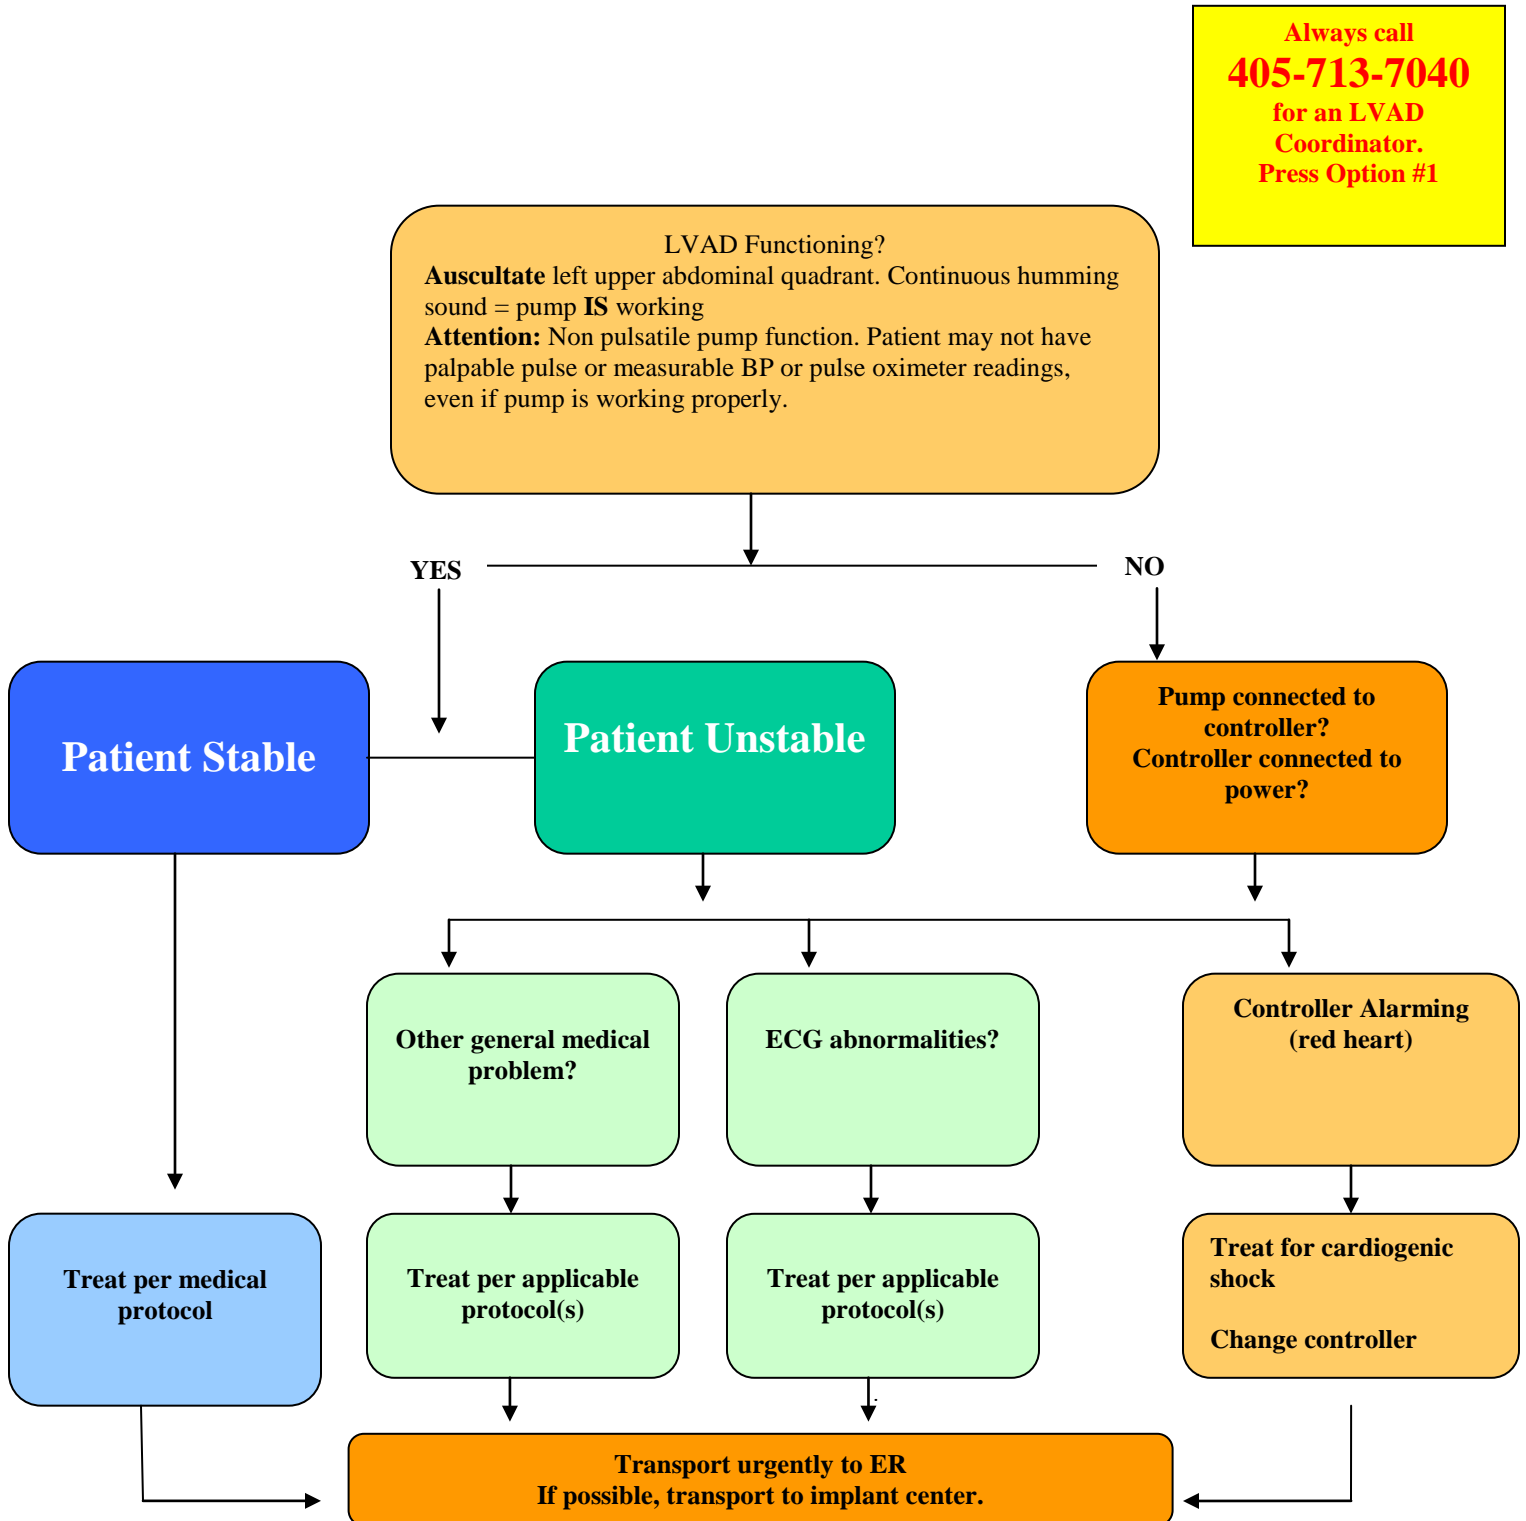 Always call
405-713-7040
for an LVAD
Coordinator.
Press Option #1
LVAD Functioning?
Auscultate left upper abdominal quadrant. Continuous humming
sound = pump IS working
Attention: Non pulsatile pump function. Patient may not have
palpable pulse or measurable BP or pulse oximeter readings,
even if pump is working properly.
YES
NO
Patient Stable
Patient Unstable
Pump connected to
controller?
Controller connected to
power?
Other general medical
problem?
ECG abnormalities?
Controller Alarming
(red heart)
Treat per medical
protocol
Treat per applicable
protocol(s)
Treat per applicable
protocol(s)
Treat for cardiogenic
shock
Change controller
Transport urgently to ER
If possible, transport to implant center.